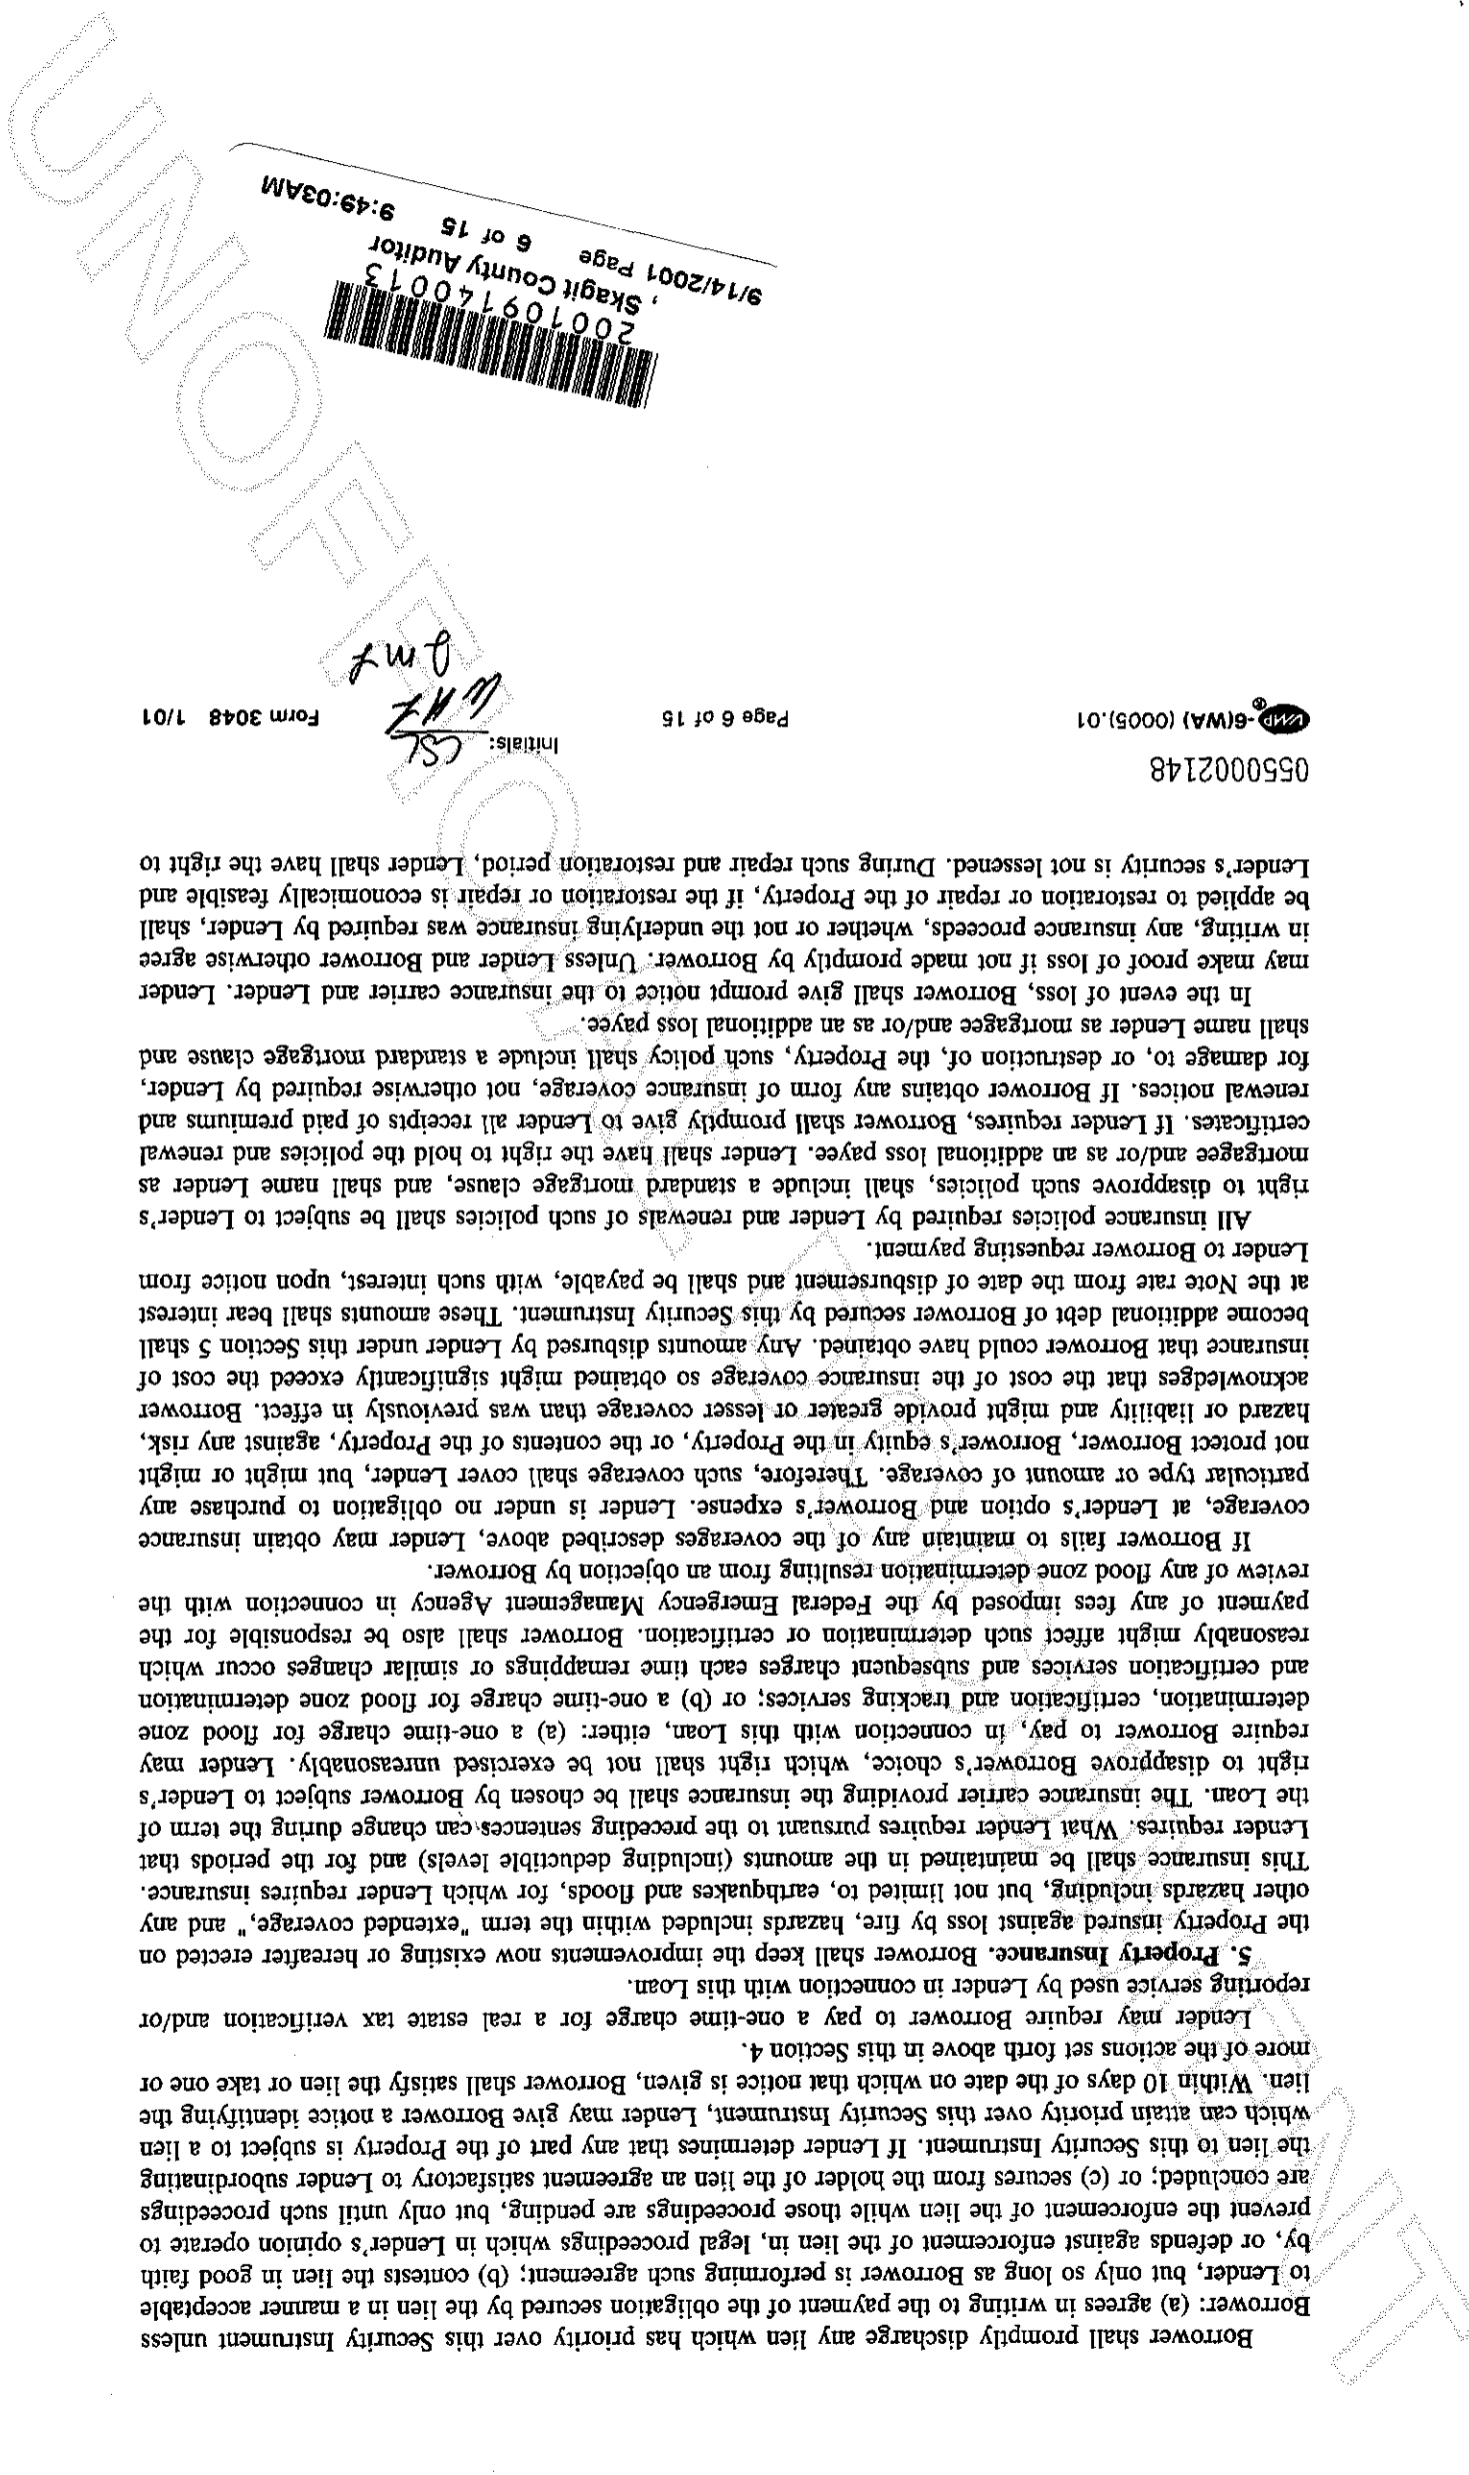 Borrower shall promptly discharge any lien which has priority over this Security Instrument unless
Borrower: (a) agrees in writing to the payment of the obligation secured by the lien in a manner acceptable
to Lender, but only so long as Borrower is performing such agreement; (b) contests the lien in good faith
by, or defends against enforcement of the lien in, legal proceedings which in Lender's opinion operate to
prevent the enforcement of the lien while those proceedings are pending, but only until such proceedings
are concluded; or (c) secures from the holder of the lien an agreement satisfactory to Lender subordinating
the lien to this Security Instrument. If Lender determines that any part of the Property is subject to a lien
which can attain priority over this Security Instrument, Lender may give Borrower a notice identifying the
lien. Within 10 days of the date on which that notice is given, Borrower shall satisfy the lien or take one or
more of the actions set forth above in this Section 4.
Lender may require Borrower to pay a one-time charge for a real estate tax verification and/or
reporting service used by Lender in connection with this Loan.
5. Property Insurance. Borrower shall keep the improvements now existing or hereafter erected on
the Property insured against loss by fire, hazards included within the term "extended coverage," and any
other hazards including, but not limited to, earthquakes and floods, for which Lender requires insurance.
This insurance shall be maintained in the amounts (including deductible levels) and for the periods that
Lender requires. What Lender requires pursuant to the preceding sentences can change during the term of
the Loan. The insurance carrier providing the insurance shall be chosen by Borrower subject to Lender's
right to disapprove Borrower's choice, which right shall not be exercised unreasonably. Lender may
require Borrower to pay, in connection with this Loan, either: (a) a one-time charge for flood zone
determination, certification and tracking services; or (b) a one-time charge for flood zone determination
and certification services and subsequent charges each time remappings or similar changes occur which
reasonably might affect such determination or certification. Borrower shall also be responsible for the
payment of any fees imposed by the Federal Emergency Management Agency in connection with the
review of any flood zone determination resulting from an objection by Borrower.
If Borrower fails to maintain any of the coverages described above, Lender may obtain insurance
coverage, at Lender's option and Borrower's expense. Lender is under no obligation to purchase any
particular type or amount of coverage. Therefore, such coverage shall cover Lender, but might or might
not protect Borrower, Borrower's equity in the Property, or the contents of the Property, against any risk,
hazard or liability and might provide greater or lesser coverage than was previously in effect. Borrower
acknowledges that the cost of the insurance coverage so obtained might significantly exceed the cost of
insurance that Borrower could have obtained. Any amounts disbursed by Lender under this Section 5 shall
become additional debt of Borrower secured by this Security Instrument. These amounts shall bear interest
at the Note rate from the date of disbursement and shall be payable, with such interest, upon notice from
Lender to Borrower requesting payment.
All insurance policies required by Lender and renewals of such policies shall be subject to Lender's
right to disapprove such policies, shall include a standard mortgage clause, and shall name Lender as
mortgagee and/or as an additional loss payee. Lender shall have the right to hold the policies and renewal
certificates. If Lender requires, Borrower shall promptly give to Lender all receipts of paid premiums and
renewal notices. If Borrower obtains any form of insurance coverage, not otherwise required by Lender,
for damage to, or destruction of, the Property, such policy shall include a standard mortgage clause and
shall name Lender as mortgagee and/or as an additional loss payee.
In the event of loss, Borrower shall give prompt notice to the insurance carrier and Lender. Lender
may make proof of loss if not made promptly by Borrower. Unless Lender and Borrower otherwise agree
in writing, any insurance proceeds, whether or not the underlying insurance was required by Lender, shall
be applied to restoration or repair of the Property, if the restoration or repair is economically feasible and
Lender's security is not lessened. During such repair and restoration period, Lender shall have the right to
0550002148
Initials: CSL
VMP-6(WA) (0005).01 Page 6 of 15 Form 3048 1/01
200109140013
, Skagit County Auditor
9/14/2001 Page 6 of 15 9:49:03AM
UNOFFICIAL DOCUMENT